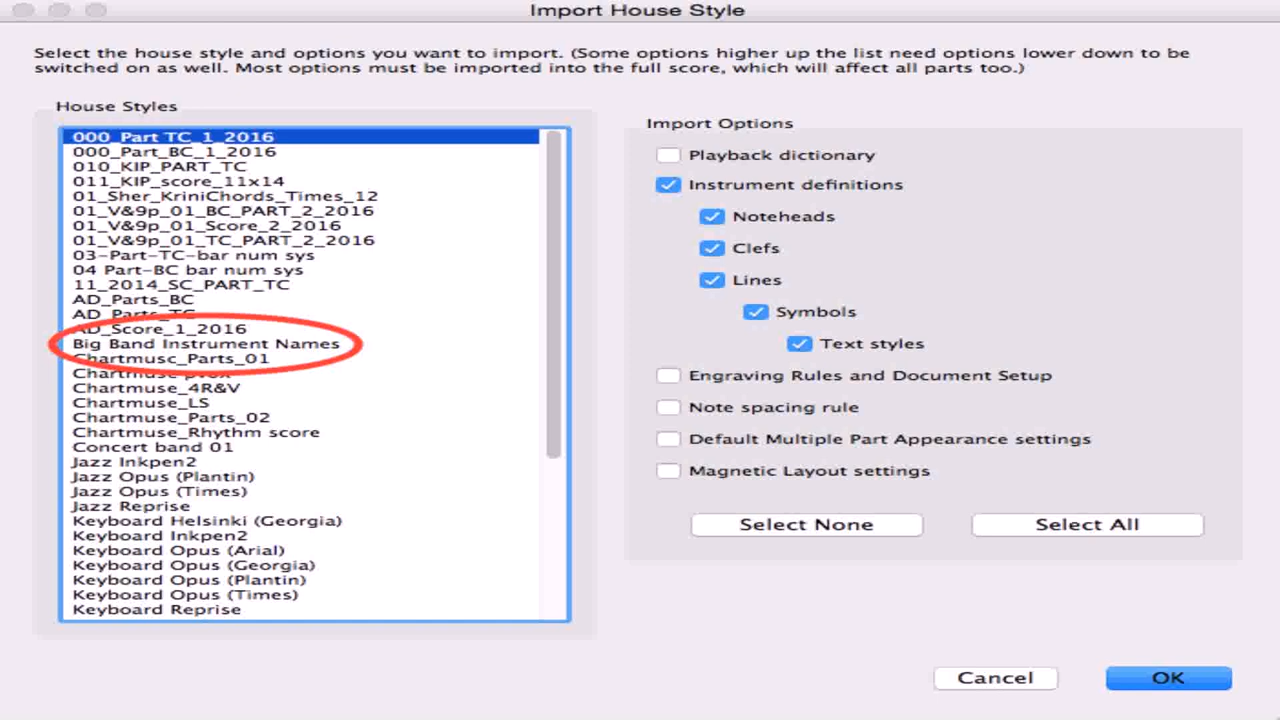 Import House Style
Select the house style and options you want to import. (Some options higher up the list need options lower down to be
switched on as well. Most options must be imported into the full score, which will affect all parts too.)
House Styles
000_Part TC_1_2016
000_Part_BC_1_2016
010_KIP_PART_TC
011_KIP_score_11x14
01_Sher_KriniChords_Times_12
01_V&9p_01_BC_PART_2_2016
01_V&9p_01_Score_2_2016
01_V&9p_01_TC_PART_2_2016
03-Part-TC-bar num sys
04 Part-BC bar num sys
11_2014_SC_PART_TC
AD_Parts_BC
AD_Parts_TC
AD_Score_1_2016
Big Band Instrument Names
Chartmusc_Parts_01
Chartmuse
Chartmuse_4R&V
Chartmuse_LS
Chartmuse_Parts_02
Chartmuse_Rhythm score
Concert band 01
Jazz Inkpen2
Jazz Opus (Plantin)
Jazz Opus (Times)
Jazz Reprise
Keyboard Helsinki (Georgia)
Keyboard Inkpen2
Keyboard Opus (Arial)
Keyboard Opus (Georgia)
Keyboard Opus (Plantin)
Keyboard Opus (Times)
Keyboard Reprise
Import Options
Playback dictionary
Instrument definitions
Noteheads
Clefs
Lines
Symbols
Text styles
Engraving Rules and Document Setup
Note spacing rule
Default Multiple Part Appearance settings
Magnetic Layout settings
Select None
Select All
Cancel
OK